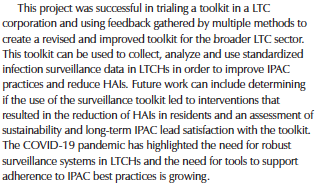 This project was successful in trialing a toolkit in a LTC
corporation and using feedback gathered by multiple methods to
create a revised and improved toolkit for the broader LTC sector.
This toolkit can be used to collect, analyze and use standardized
infection surveillance data in LTCHs in order to improve IPAC
practices and reduce HAIs. Future work can include determining
if the use of the surveillance toolkit led to interventions that
resulted in the reduction of HAIs in residents and an assessment of
sustainability and long-term IPAC lead satisfaction with the toolkit.
The COVID-19 pandemic has highlighted the need for robust
surveillance systems in LTCHs and the need for tools to support
adherence to IPAC best practices is growing.